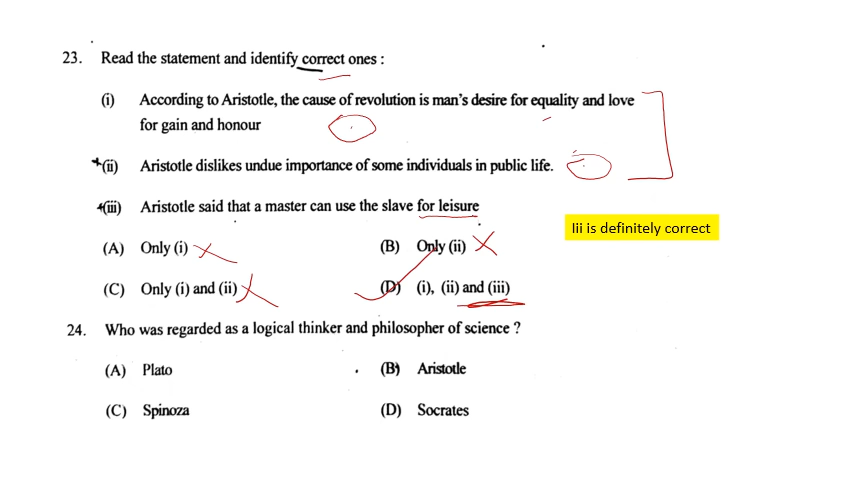 23. Read the statement and identify correct ones :
(i) According to Aristotle, the cause of revolution is man's desire for equality and love
for gain and honour
(ii) Aristotle dislikes undue importance of some individuals in public life.
(iii) Aristotle said that a master can use the slave for leisure
Iii is definitely correct
(A) Only (i)
(B) Only (ii)
(C) Only (i) and (ii)
(D) (i), (ii) and (iii)
24. Who was regarded as a logical thinker and philosopher of science ?
(A) Plato
(B) Aristotle
(C) Spinoza
(D) Socrates